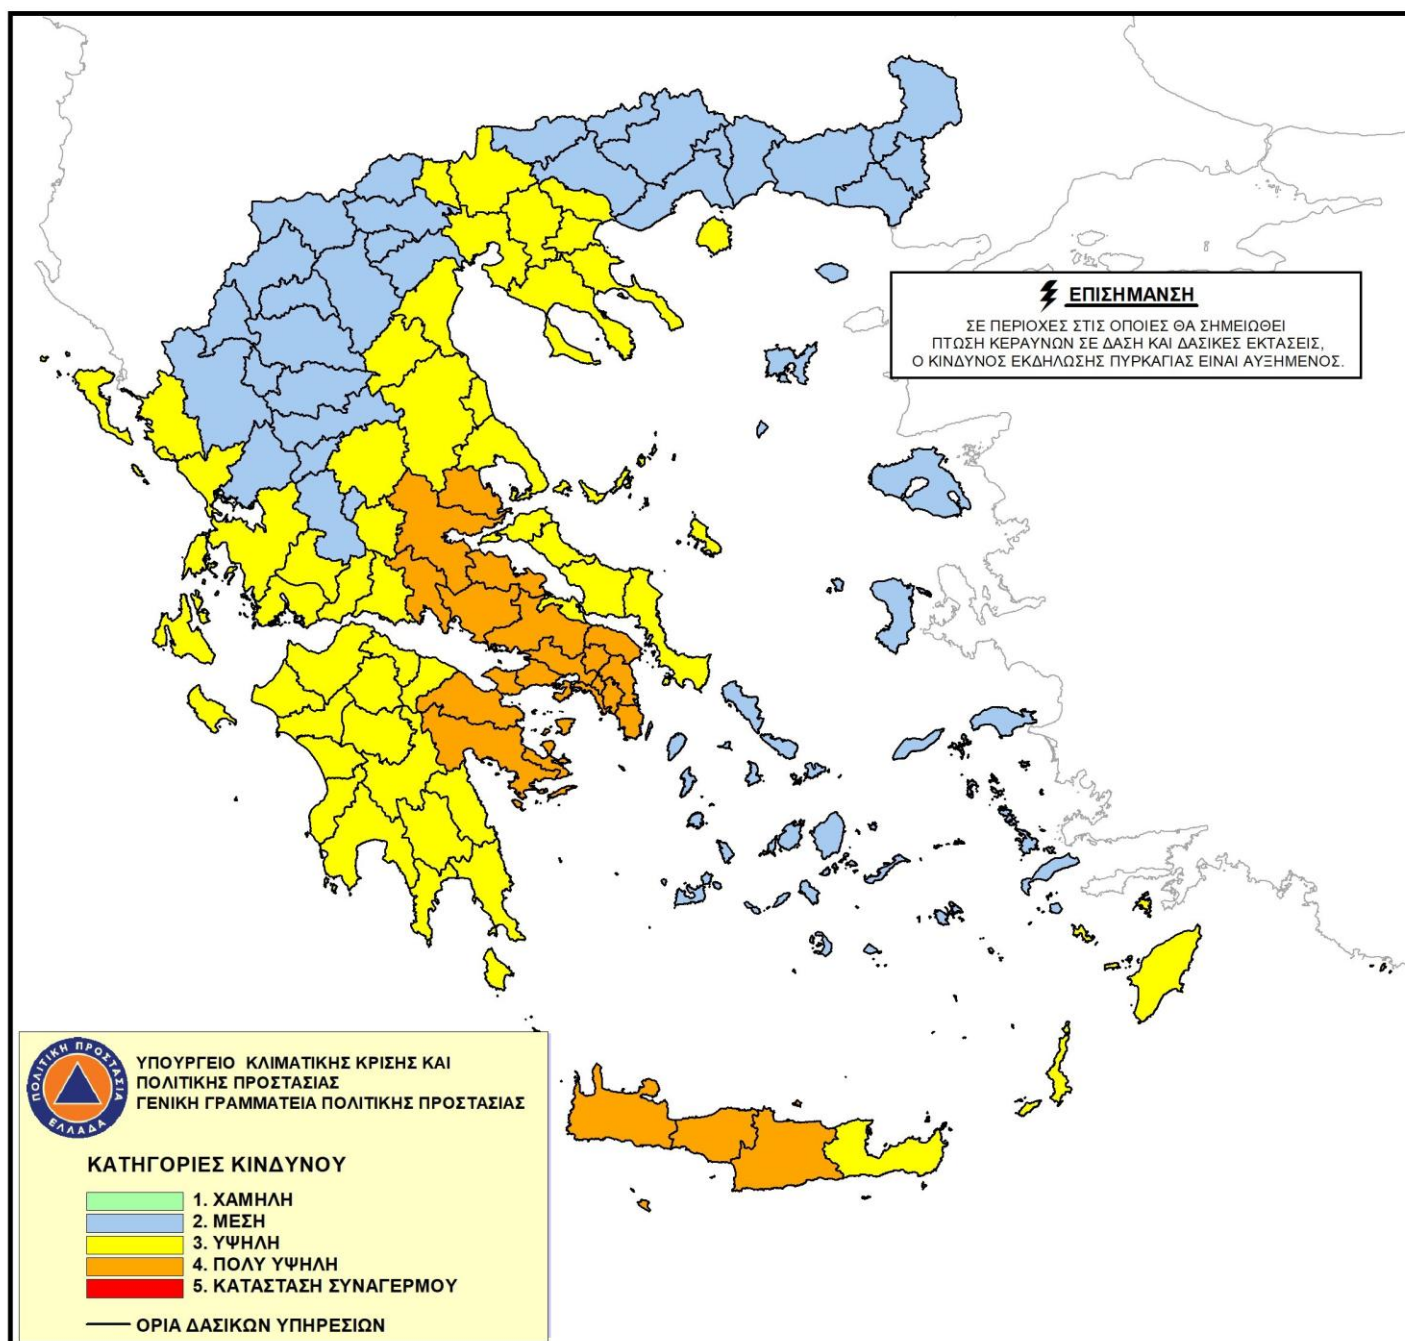 ΕΠΙΣΗΜΑΝΣΗ
ΣΕ ΠΕΡΙΟΧΕΣ ΣΤΙΣ ΟΠΟΙΕΣ ΘΑ ΣΗΜΕΙΩΘΕΙ
ΠΤΩΣΗ ΚΕΡΑΥΝΩΝ ΣΕ ΔΑΣΗ ΚΑΙ ΔΑΣΙΚΕΣ ΕΚΤΑΣΕΙΣ,
Ο ΚΙΝΔΥΝΟΣ ΕΚΔΗΛΩΣΗΣ ΠΥΡΚΑΓΙΑΣ ΕΙΝΑΙ ΑΥΞΗΜΕΝΟΣ.
ΠΟΛΙΤΙΚΗ ΠΡΟΣΤΑΣΙΑ
ΕΛΛΑΔΑ
ΥΠΟΥΡΓΕΙΟ ΚΛΙΜΑΤΙΚΗΣ ΚΡΙΣΗΣ ΚΑΙ
ΠΟΛΙΤΙΚΗΣ ΠΡΟΣΤΑΣΙΑΣ
ΓΕΝΙΚΗ ΓΡΑΜΜΑΤΕΙΑ ΠΟΛΙΤΙΚΗΣ ΠΡΟΣΤΑΣΙΑΣ
ΚΑΤΗΓΟΡΙΕΣ ΚΙΝΔΥΝΟΥ
1. ΧΑΜΗΛΗ
2. ΜΕΣΗ
3. ΥΨΗΛΗ
4. ΠΟΛΥ ΥΨΗΛΗ
5. ΚΑΤΑΣΤΑΣΗ ΣΥΝΑΓΕΡΜΟΥ
ΟΡΙΑ ΔΑΣΙΚΩΝ ΥΠΗΡΕΣΙΩΝ